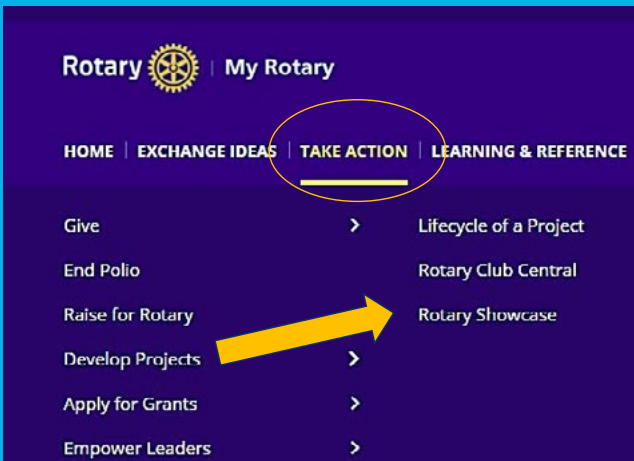 Rotary | My Rotary
HOME | EXCHANGE IDEAS | TAKE ACTION | LEARNING & REFERENCE
Give > Lifecycle of a Project
End Polio Rotary Club Central
Raise for Rotary Rotary Showcase
Develop Projects >
Apply for Grants >
Empower Leaders >